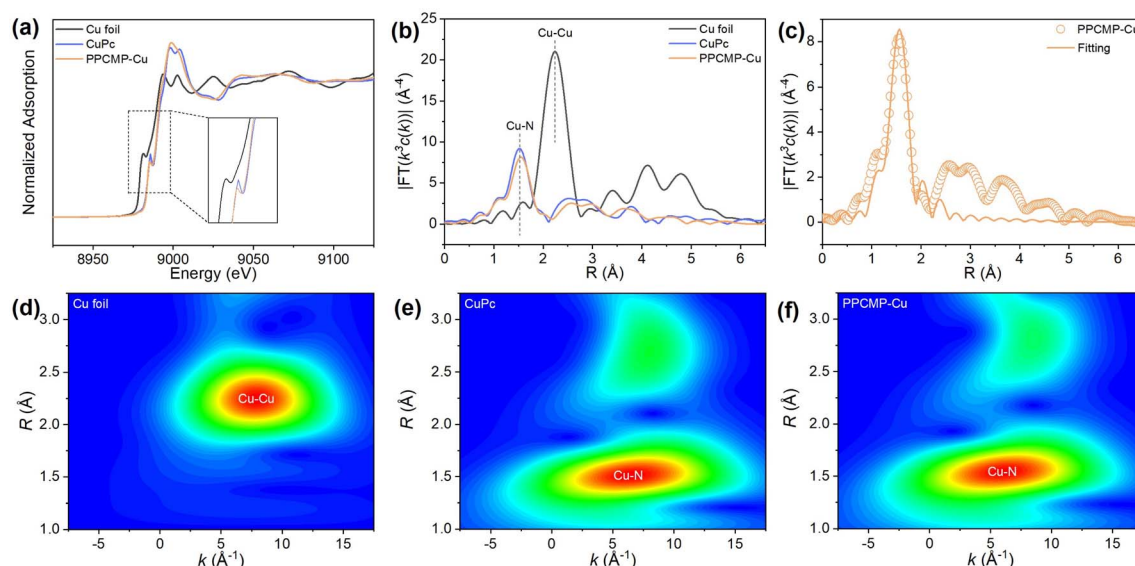 (a)
Cu foil
CuPc
PPCMP-Cu
Normalized Adsorption
8950 9000 9050 9100
Energy (eV)
(b)
Cu-Cu
Cu foil
CuPc
PPCMP-Cu
Cu-N
|FT(k³c(k))| (Å⁻⁴)
25
20
15
10
5
0
0 1 2 3 4 5 6
R (Å)
(c)
PPCMP-Cu
Fitting
|FT(k³c(k))| (Å⁻⁴)
8
6
4
2
0
0 1 2 3 4 5 6
R (Å)
(d)
Cu foil
Cu-Cu
R (Å)
3.0
2.5
2.0
1.5
1.0
-5 0 5 10 15
k (Å⁻¹)
(e)
CuPc
Cu-N
R (Å)
3.0
2.5
2.0
1.5
1.0
-5 0 5 10 15
k (Å⁻¹)
(f)
PPCMP-Cu
Cu-N
R (Å)
3.0
2.5
2.0
1.5
1.0
-5 0 5 10 15
k (Å⁻¹)